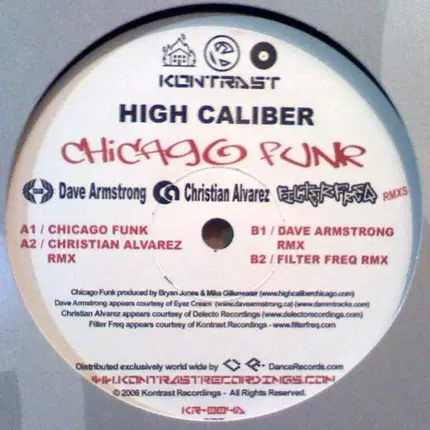 KONTRAST
HIGH CALIBER
CHICAGO FUNK
Dave Armstrong Christian Alvarez FILTER FREQ RMXS
A1 / CHICAGO FUNK
A2 / CHRISTIAN ALVAREZ
RMX
B1 / DAVE ARMSTRONG
RMX
B2 / FILTER FREQ RMX
Chicago Funk produced by Bryan Jones & Mike Gillenwater (www.highcaliberchicago.com)
Dave Armstrong appears courtesy of Eyez Cream (www.davearmstrong.ca) (www.dammtracks.com)
Christian Alvarez appears courtesy of Delecto Recordings (www.delectorecordings.com)
Filter Freq appears courtesy of Kontrast Recordings - www.filterfreq.com
Distributed exclusively world wide by DanceRecords.com
WWW.KONTRASTRECORDINGS.COM
© 2006 Kontrast Recordings - All Rights Reserved.
KR-004A